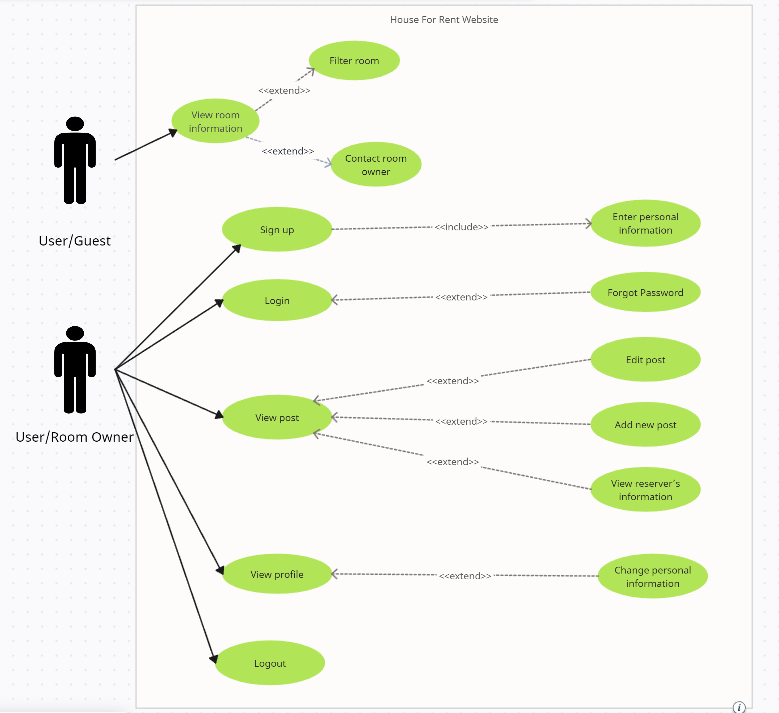 House For Rent Website
Filter room
<<extend>>
View room
information
<<extend>>
Contact room
owner
User/Guest
Sign up
<<include>>
Enter personal
information
Login
<<extend>>
Forgot Password
Edit post
<<extend>>
View post
<<extend>>
Add new post
User/Room Owner
<<extend>>
View reserver's
information
View profile
<<extend>>
Change personal
information
Logout
i